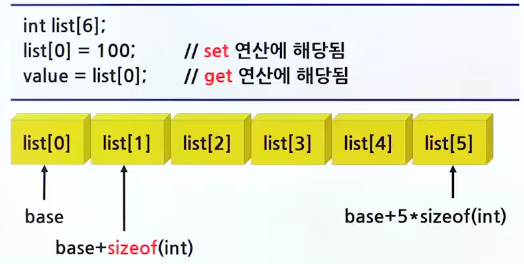 int list[6];
list[0] = 100; // set 연산에 해당됨
value = list[0]; // get 연산에 해당됨
list[0] list[1] list[2] list[3] list[4] list[5]
base base+5*sizeof(int)
base+sizeof(int)